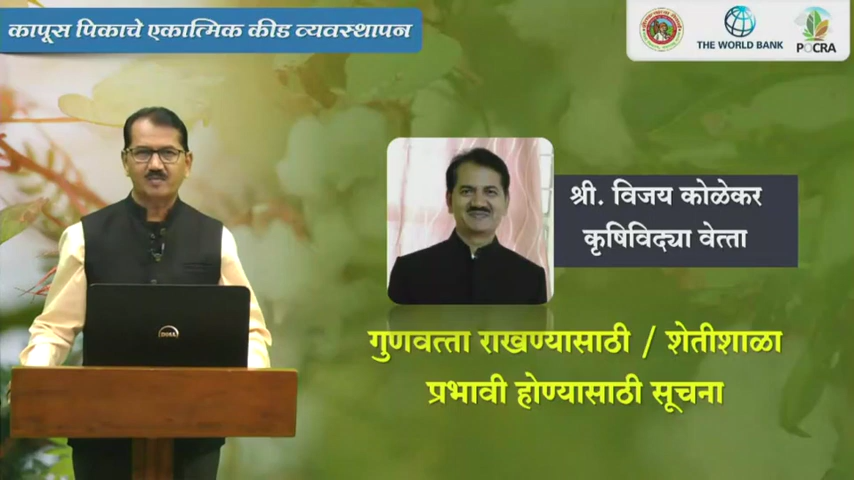 कापूस पिकाचे एकात्मिक कीड व्यवस्थापन
THE WORLD BANK
POCRA
श्री. विजय कोळेकर
कृषिविद्या वेत्ता
गुणवत्ता राखण्यासाठी / शेतीशाळा
प्रभावी होण्यासाठी सूचना
DELL